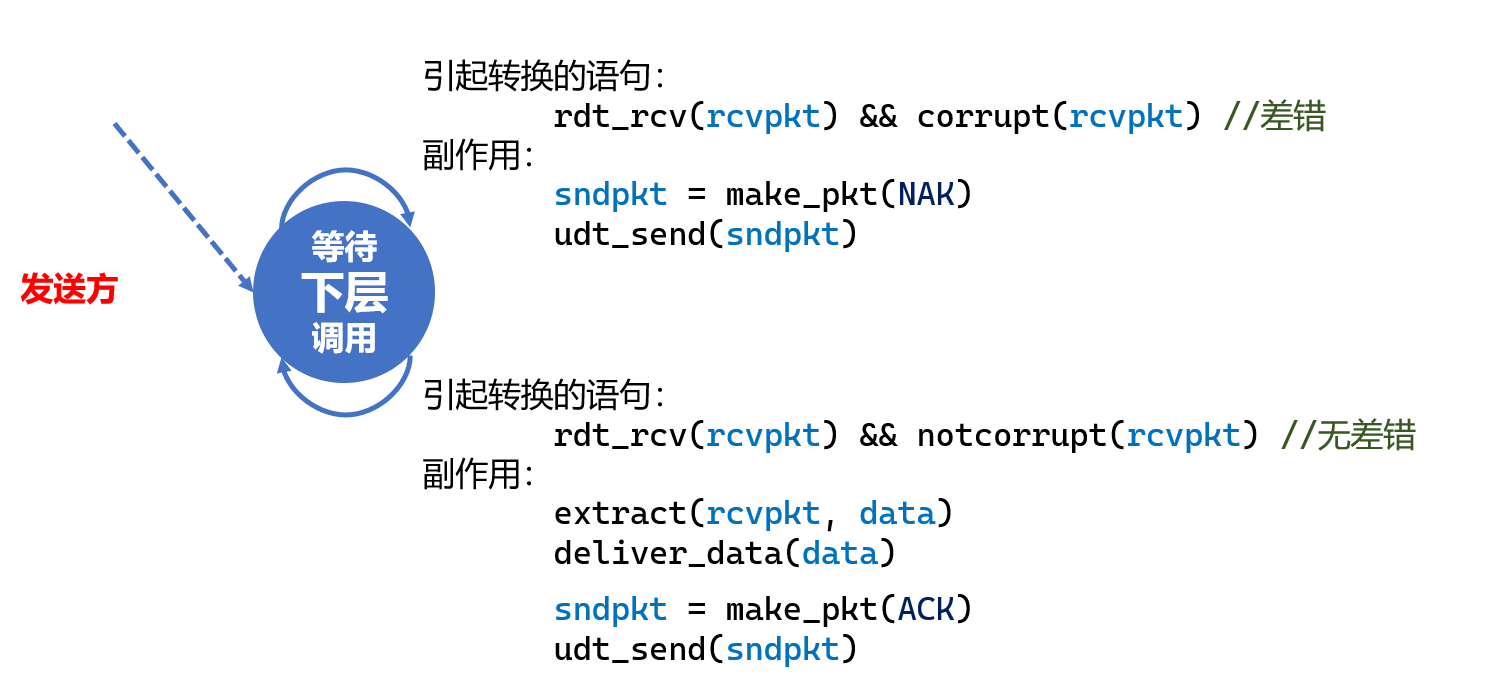 引起转换的语句：
rdt_rcv(rcvpkt) && corrupt(rcvpkt) //差错
副作用：
sndpkt = make_pkt(NAK)
udt_send(sndpkt)
等待
下层
调用
发送方
引起转换的语句：
rdt_rcv(rcvpkt) && notcorrupt(rcvpkt) //无差错
副作用：
extract(rcvpkt, data)
deliver_data(data)
sndpkt = make_pkt(ACK)
udt_send(sndpkt)